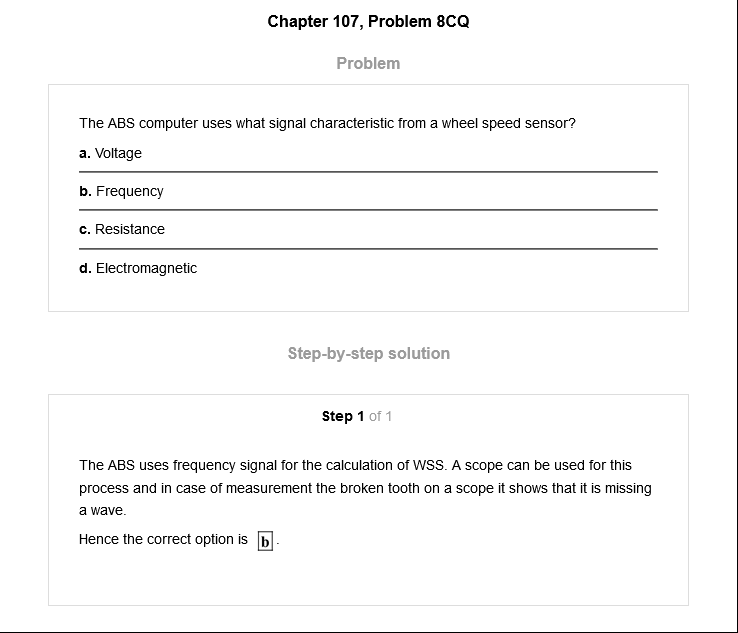 Chapter 107, Problem 8CQ
Problem
The ABS computer uses what signal characteristic from a wheel speed sensor?
a. Voltage
b. Frequency
c. Resistance
d. Electromagnetic
Step-by-step solution
Step 1 of 1
The ABS uses frequency signal for the calculation of WSS. A scope can be used for this
process and in case of measurement the broken tooth on a scope it shows that it is missing
a wave.
Hence the correct option is b.